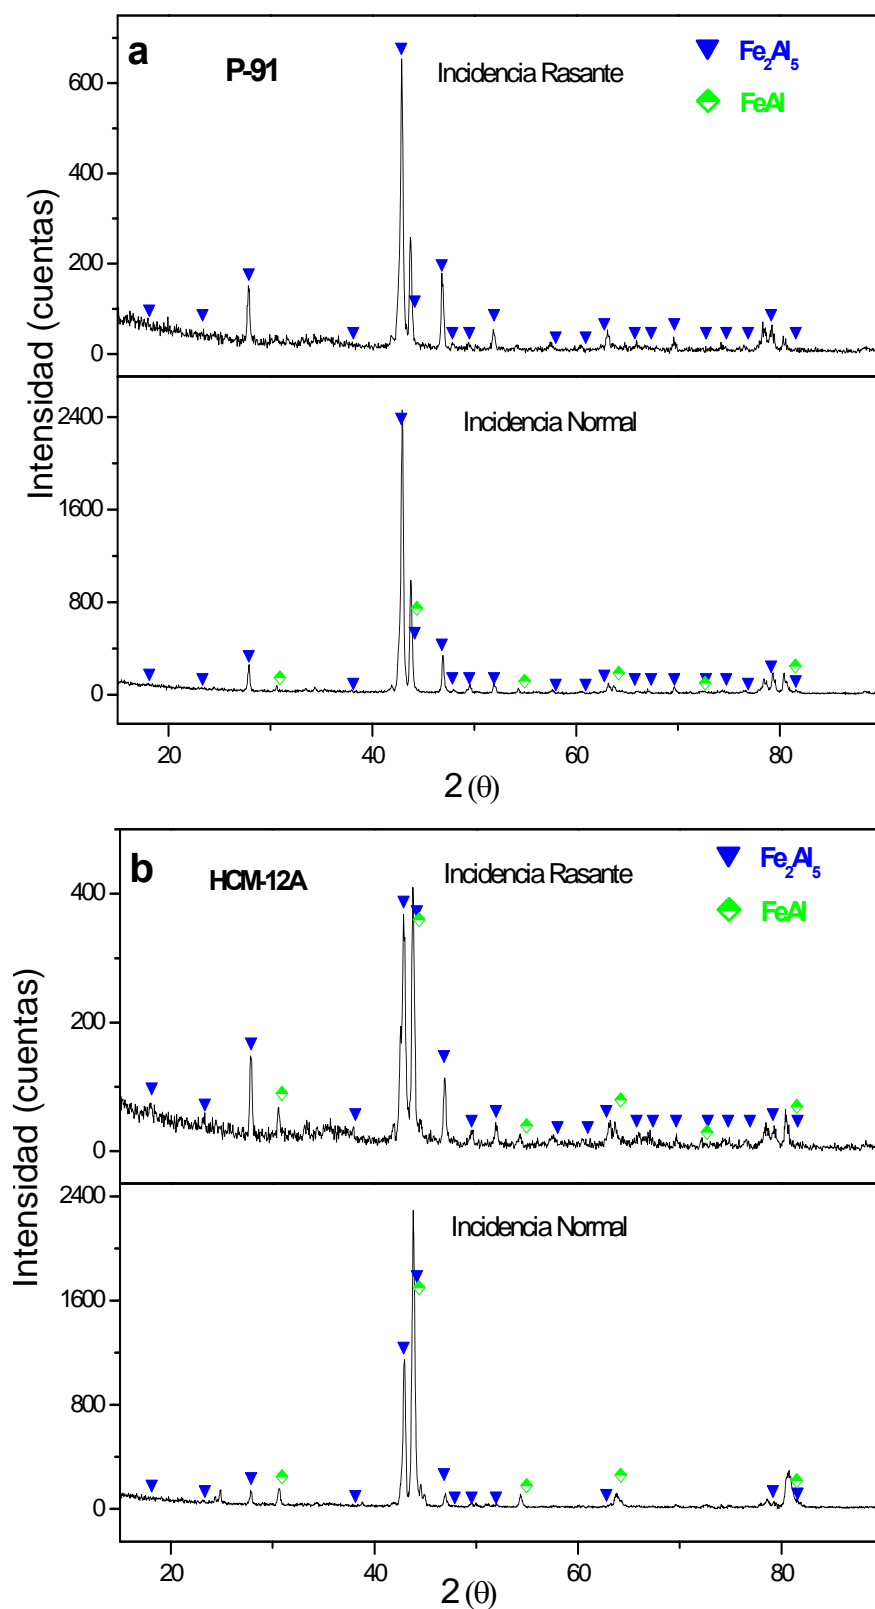 a
P-91
Incidencia Rasante
Fe₂Al₅
FeAl
600
400
200
0
Intensidad (cuentas)
Incidencia Normal
2400
1600
800
0
20 40 60 80
2 (θ)
b
HCM-12A
Incidencia Rasante
Fe₂Al₅
FeAl
400
200
0
Intensidad (cuentas)
Incidencia Normal
2400
1600
800
0
20 40 60 80
2 (θ)